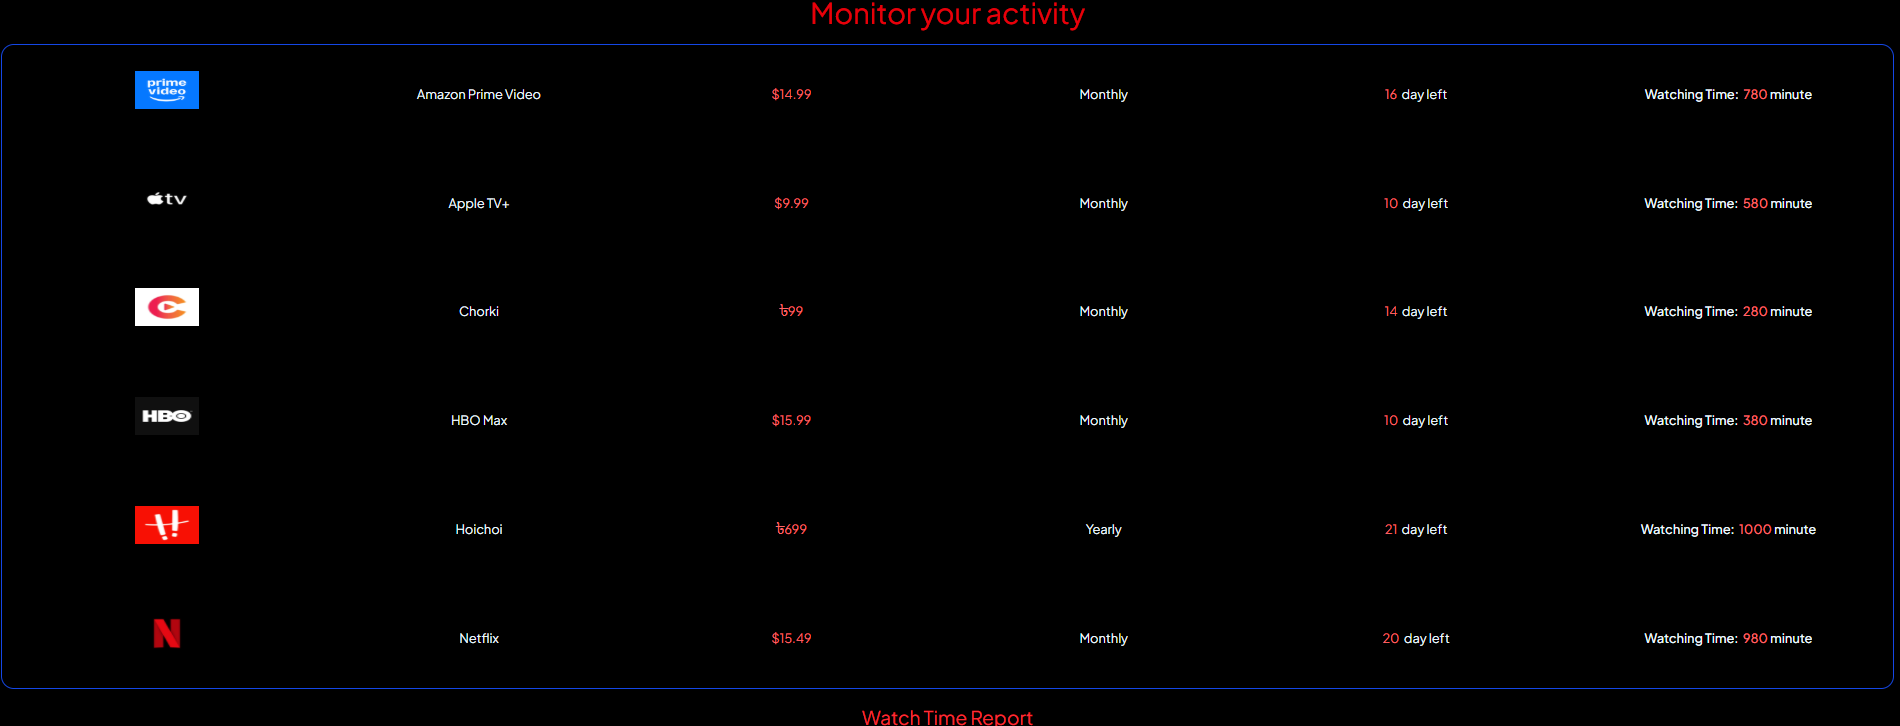 Monitor your activity
prime video Amazon Prime Video $14.99 Monthly 16 day left Watching Time: 780 minute
tv Apple TV+ $9.99 Monthly 10 day left Watching Time: 580 minute
Chorki ৳99 Monthly 14 day left Watching Time: 280 minute
HBO HBO Max $15.99 Monthly 10 day left Watching Time: 380 minute
Hoichoi ৳699 Yearly 21 day left Watching Time: 1000 minute
N Netflix $15.49 Monthly 20 day left Watching Time: 980 minute
Watch Time Report